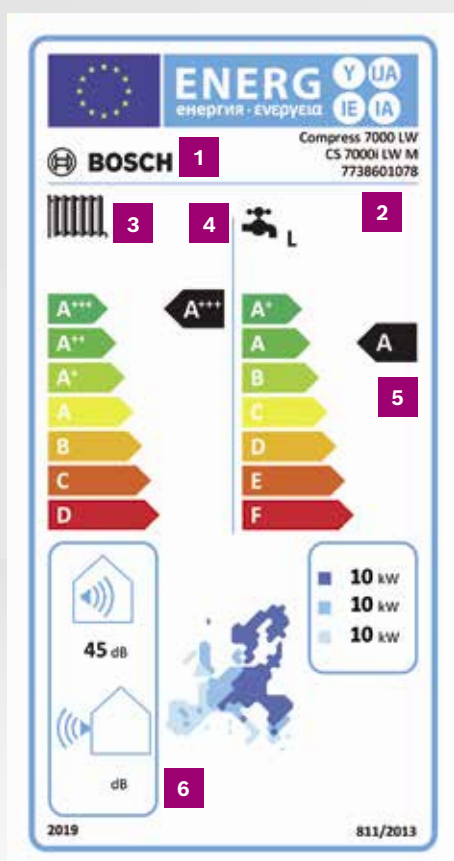 ENERG Y UA
енергия · ενεργεια IE IA
Compress 7000 LW
CS 7000i LW M
7738601078
BOSCH 1
2
3
4
L
A+++ A+++
A++
A+
A
B
C
D
A+
A A
B
C
D
E
F
5
45 dB
dB
10 kW
10 kW
10 kW
6
2019 811/2013